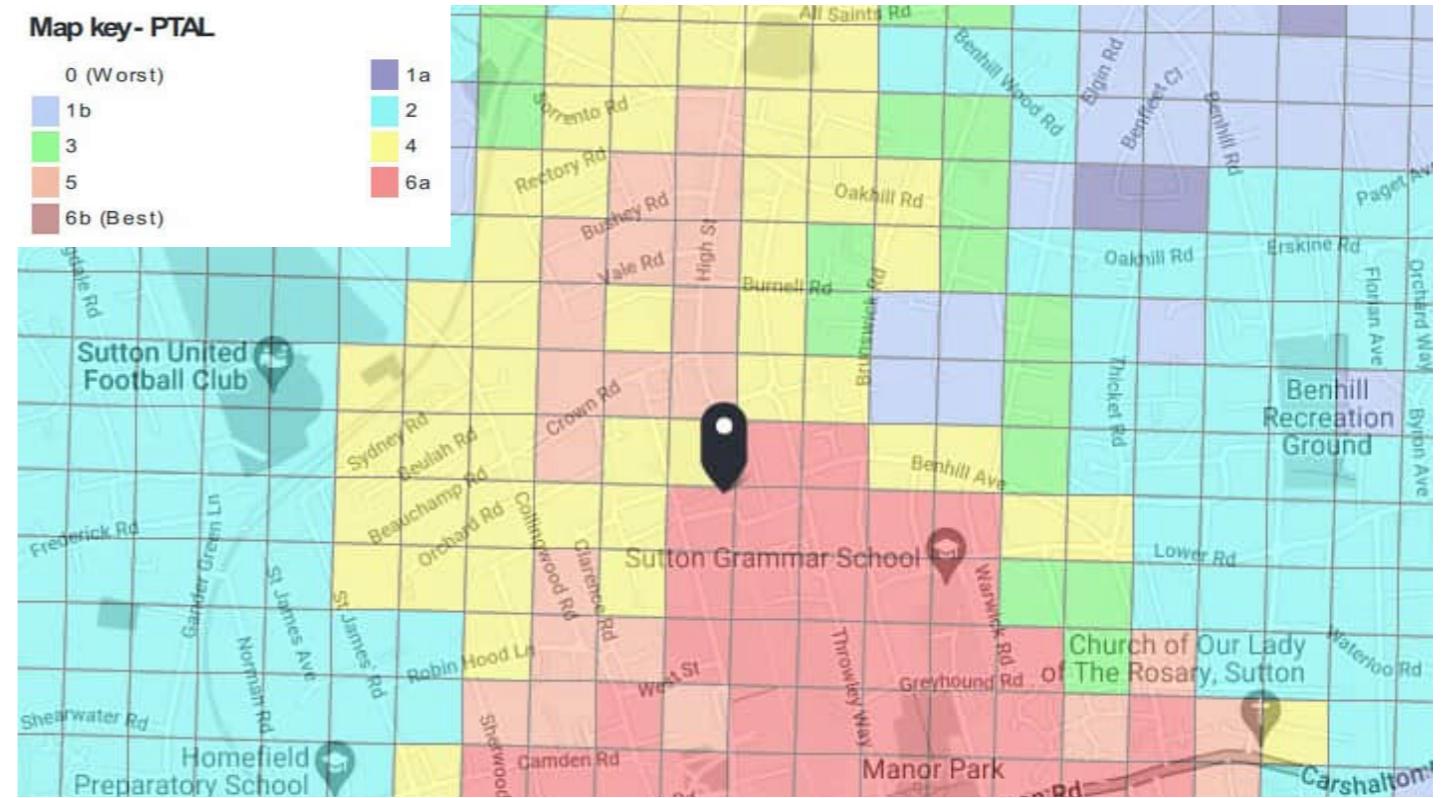 Map key - PTAL
0 (Worst)
1a
1b
2
3
4
5
6a
6b (Best)
All Saints Rd
Benhill Wood Rd
Elgin Rd
Benfleet Cl
Benhill Rd
Sorrento Rd
Rectory Rd
Oakhill Rd
Paget Av
Bushey Rd
High St
Vale Rd
Burnell Rd
Brunswick Rd
Oakhill Rd
Erskine Rd
Florian Ave
Orchard Way
gdale Rd
Sutton United
Football Club
Thicket Rd
Benhill
Recreation
Ground
Byron Ave
Crown Rd
Sydney Rd
Beulah Rd
Beauchamp Rd
Orchard Rd
Collingwood Rd
Clarence Rd
Benhill Ave
Frederick Rd
Gander Green Ln
St James Ave
St James' Rd
Norman Rd
Sutton Grammar School
Warwick Rd
Lower Rd
Robin Hood Ln
West St
Throwley Way
Greyhound Rd
Church of Our Lady
of The Rosary, Sutton
Waterloo Rd
Shearwater Rd
Homefield
Preparatory School
Sherwood
Camden Rd
Manor Park
Rd
on Rd
Carshalton